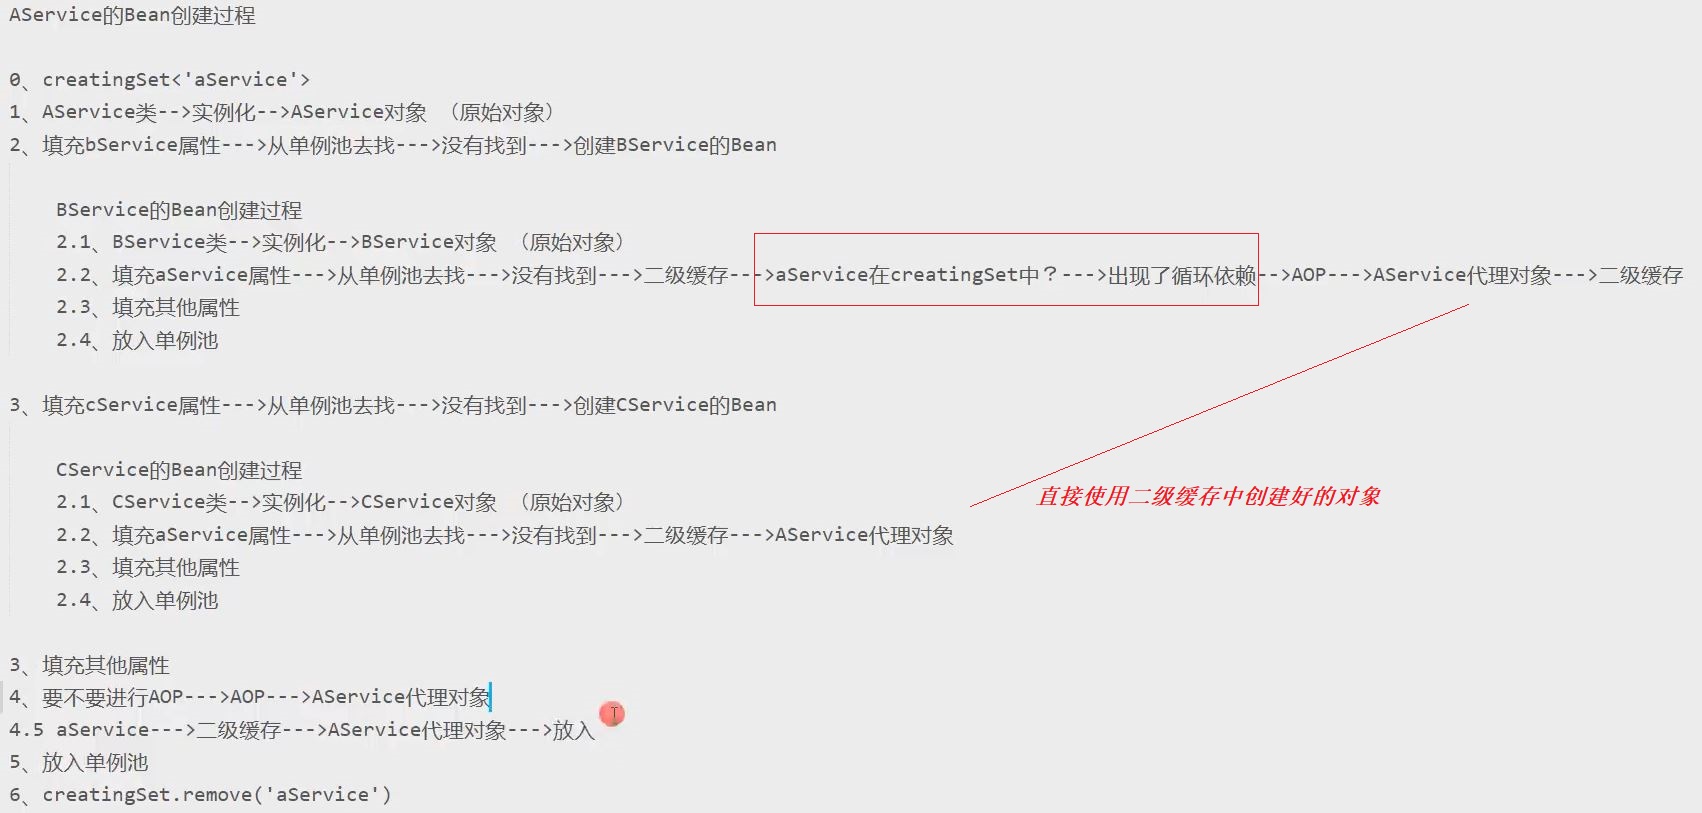 AService的Bean创建过程
0、creatingSet<'aService'>
1、AService类-->实例化-->AService对象 （原始对象）
2、填充bService属性--->从单例池去找--->没有找到--->创建BService的Bean
BService的Bean创建过程
2.1、BService类-->实例化-->BService对象 （原始对象）
2.2、填充aService属性--->从单例池去找--->没有找到--->二级缓存--->aService在creatingSet中？--->出现了循环依赖-->AOP--->AService代理对象--->二级缓存
2.3、填充其他属性
2.4、放入单例池
3、填充cService属性--->从单例池去找--->没有找到--->创建CService的Bean
CService的Bean创建过程
2.1、CService类-->实例化-->CService对象 （原始对象）
直接使用二级缓存中创建好的对象
2.2、填充aService属性--->从单例池去找--->没有找到--->二级缓存--->AService代理对象
2.3、填充其他属性
2.4、放入单例池
3、填充其他属性
4、要不要进行AOP--->AOP--->AService代理对象
4.5 aService--->二级缓存--->AService代理对象--->放入
5、放入单例池
6、creatingSet.remove('aService')